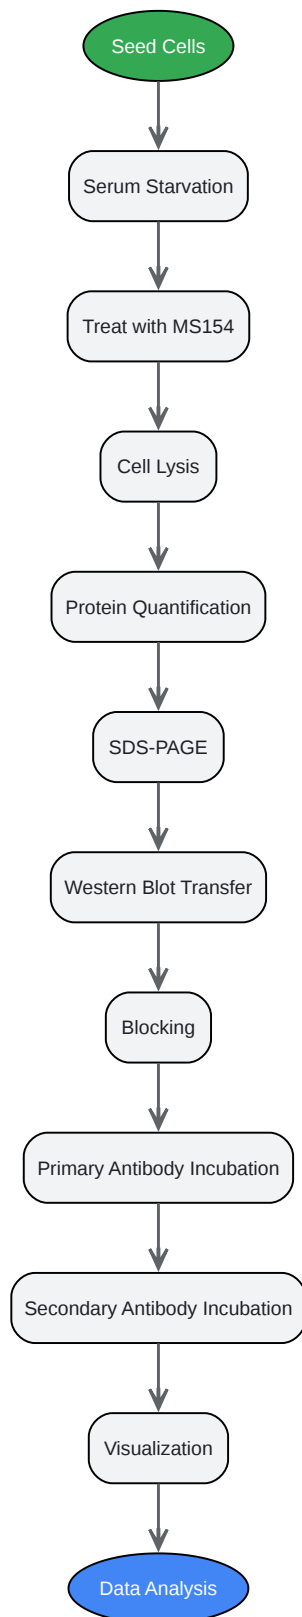 Seed Cells
Serum Starvation
Treat with MS154
Cell Lysis
Protein Quantification
SDS-PAGE
Western Blot Transfer
Blocking
Primary Antibody Incubation
Secondary Antibody Incubation
Visualization
Data Analysis